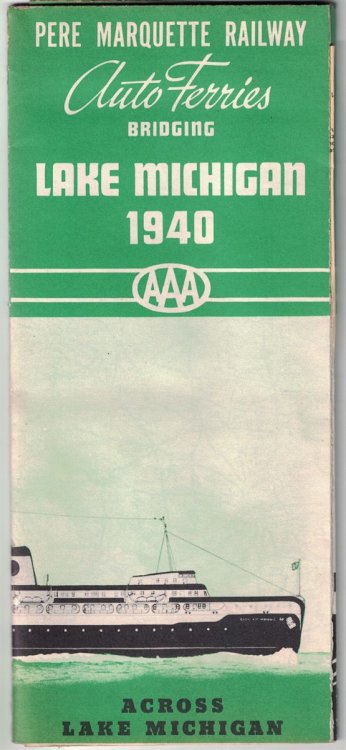 PERE MARQUETTE RAILWAY
Auto Ferries
BRIDGING
LAKE MICHIGAN
1940
AAA
ACROSS
LAKE MICHIGAN